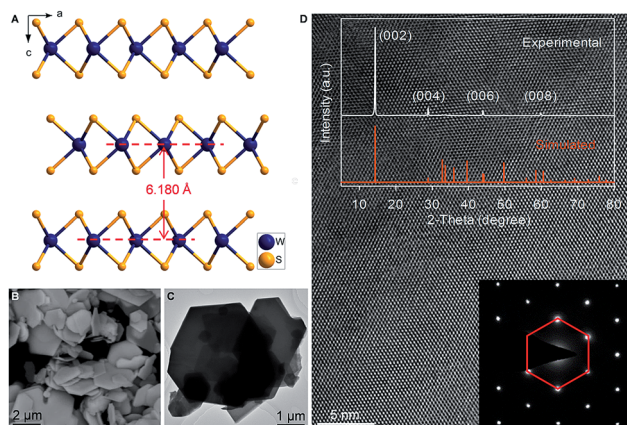 A
a
c
6.180 Å
W
S
B
2 μm
C
1 μm
D
Intensity (a.u.)
(002)
Experimental
(004)
(006)
(008)
Simulated
10 20 30 40 50 60 70 80
2-Theta (degree)
5 nm